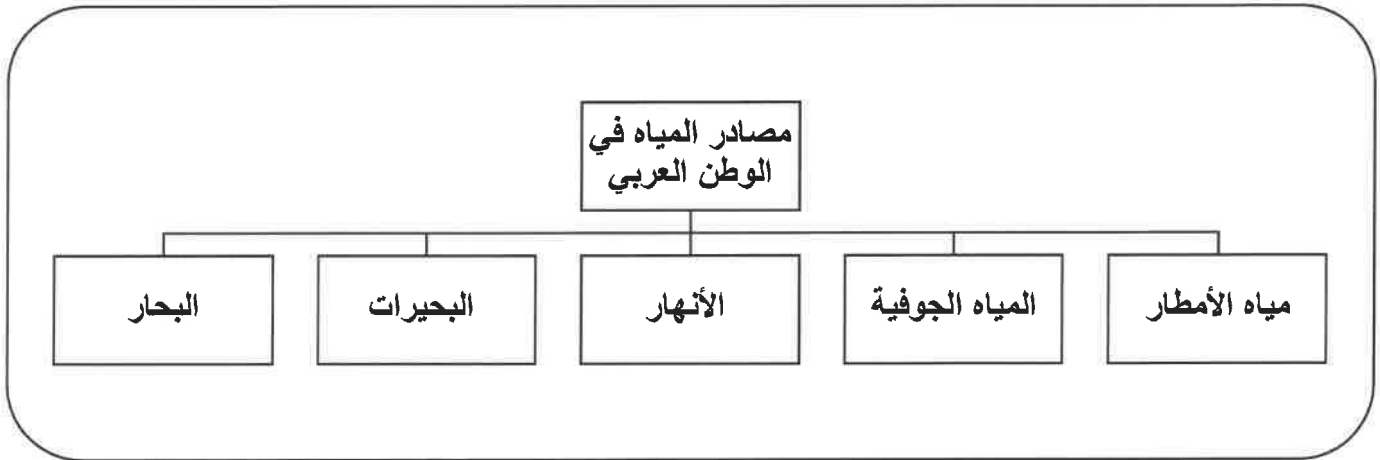 مصادر المياه في
الوطن العربي
مياه الأمطار
المياه الجوفية
الأنهار
البحيرات
البحار